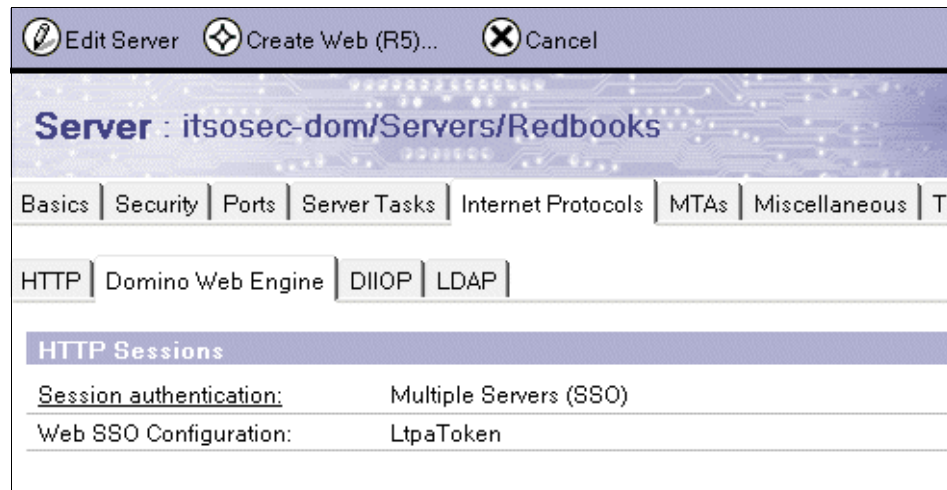 Edit Server Create Web (R5)... Cancel
Server : itsosec-dom/Servers/Redbooks
Basics Security Ports Server Tasks Internet Protocols MTAs Miscellaneous T
HTTP Domino Web Engine DIIOP LDAP
HTTP Sessions
Session authentication: Multiple Servers (SSO)
Web SSO Configuration: LtpaToken